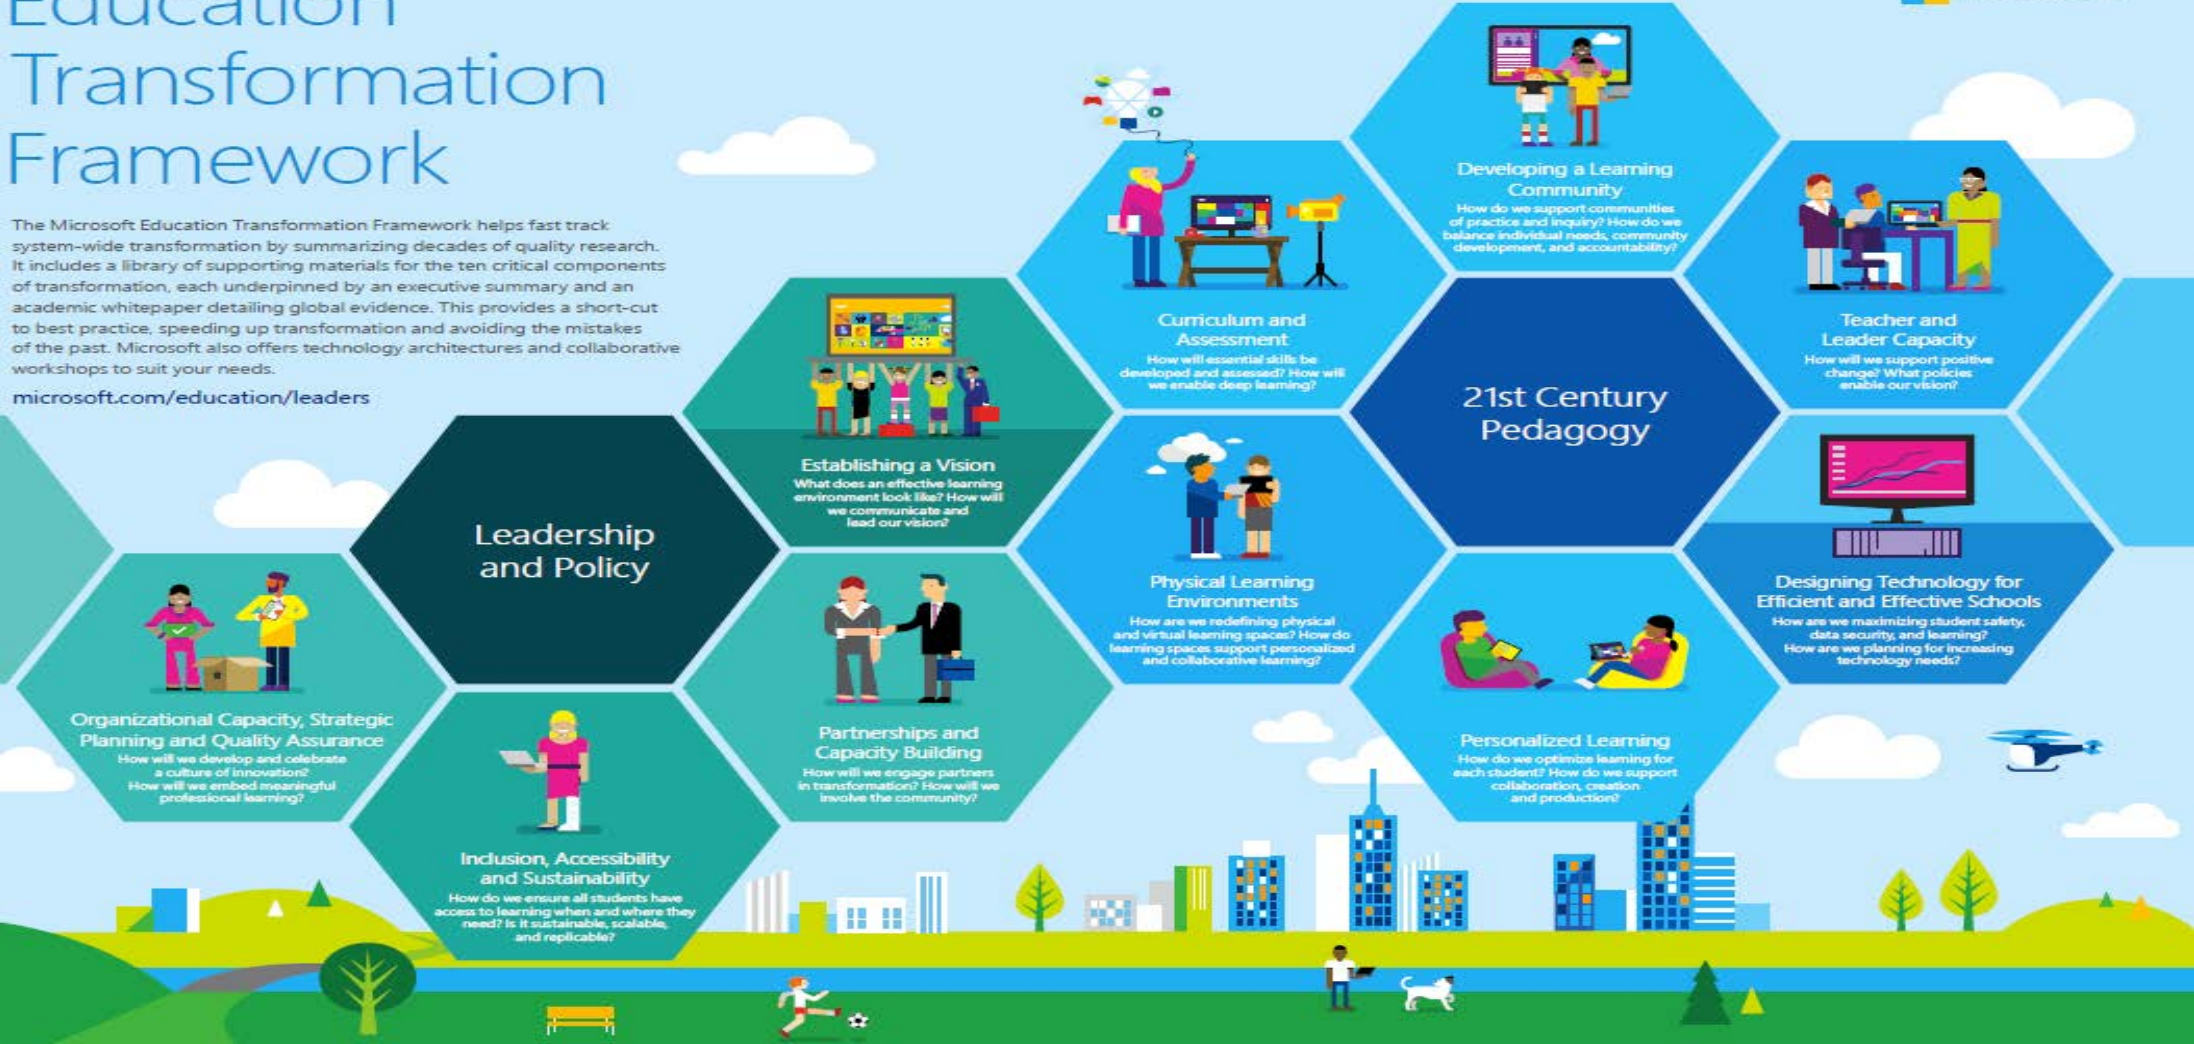 Education
Transformation
Framework
The Microsoft Education Transformation Framework helps fast track
system-wide transformation by summarizing decades of quality research.
It includes a library of supporting materials for the ten critical components
of transformation, each underpinned by an executive summary and an
academic whitepaper detailing global evidence. This provides a short-cut
to best practice, speeding up transformation and avoiding the mistakes
of the past. Microsoft also offers technology architectures and collaborative
workshops to suit your needs.
microsoft.com/education/leaders
Leadership
and Policy
Establishing a Vision
What does an effective learning
environment look like? How will
we communicate and
lead our vision?
Organizational Capacity, Strategic
Planning and Quality Assurance
How will we develop and celebrate
a culture of innovation?
How will we embed meaningful
professional learning?
Inclusion, Accessibility
and Sustainability
How do we ensure all students have
access to learning when and where they
need? Is it sustainable, scalable,
and replicable?
Partnerships and
Capacity Building
How will we engage partners
in transformation? How will we
involve the community?
21st Century
Pedagogy
Developing a Learning
Community
How do we support communities
of practice and inquiry? How do we
balance individual needs, community
development, and accountability?
Curriculum and
Assessment
How will essential skills be
developed and assessed? How will
we enable deep learning?
Teacher and
Leader Capacity
How will we support positive
change? What policies
enable our vision?
Physical Learning
Environments
How are we redefining physical
and virtual learning spaces? How do
learning spaces support personalized
and collaborative learning?
Designing Technology for
Efficient and Effective Schools
How are we maximizing student safety,
data security, and learning?
How are we planning for increasing
technology needs?
Personalized Learning
How do we optimize learning for
each student? How do we support
collaboration, creation
and production?